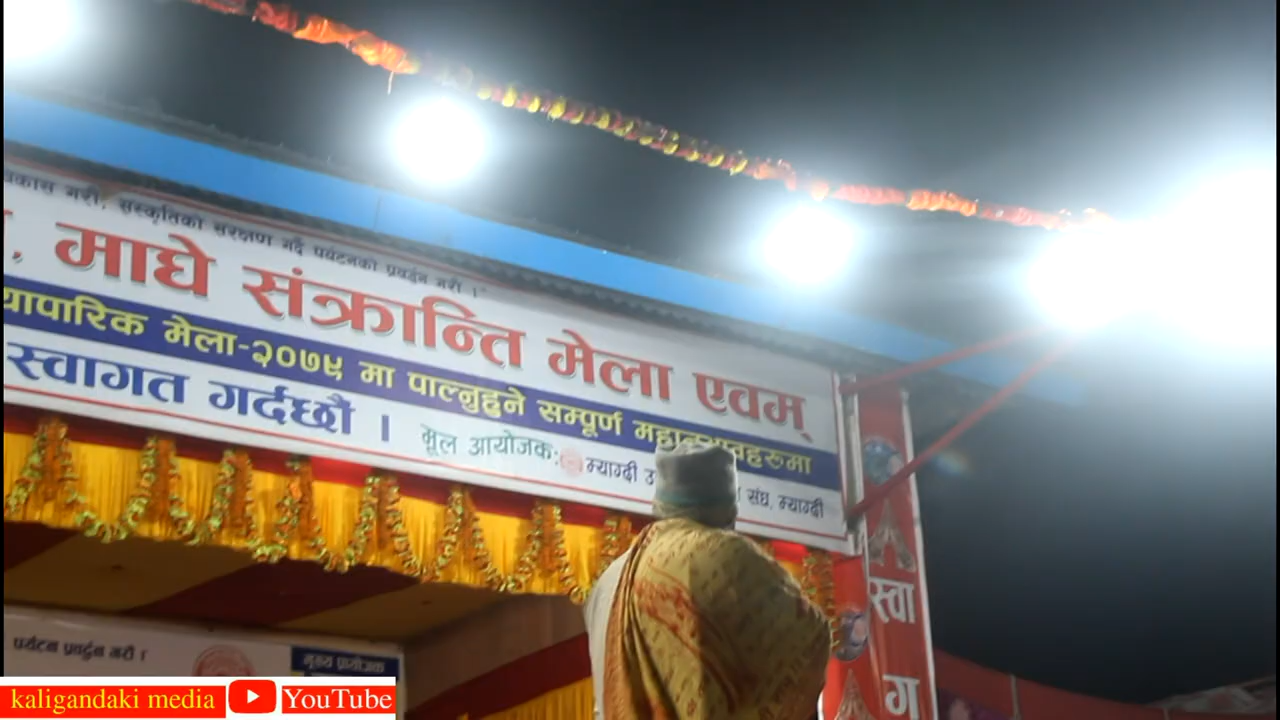 विकास गरौं, संस्कृतिको संरक्षण गर्दै पर्यटनको प्रवर्द्धन गरौं ।
माघे संक्रान्ति मेला एवम्
मेला-२०७९ मा पाल्नुहुने सम्पूर्ण
स्वागत गर्दछौं ।
मूल आयोजक: म्याग्दी संघ, म्याग्दी
स्वा
ग
पर्यटन प्रवर्द्धन गरौं ।
मुख्य प्रायोजक
kaligandaki media YouTube